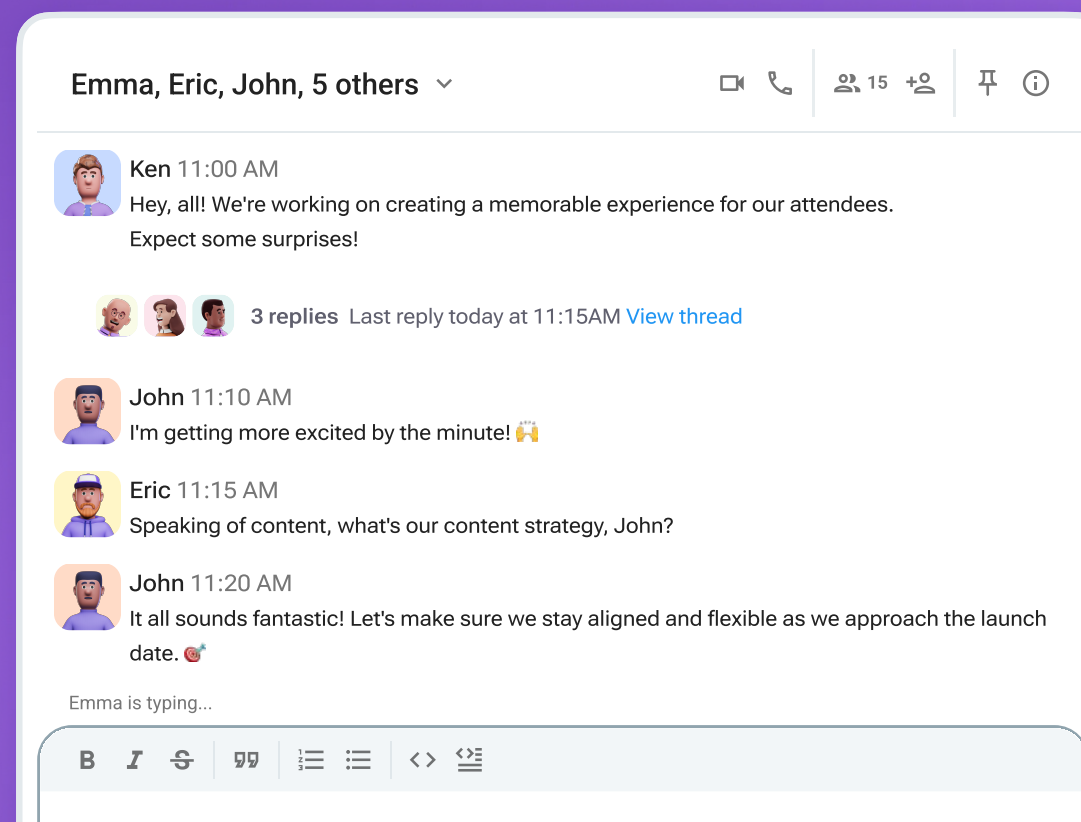 Emma, Eric, John, 5 others
15
Ken 11:00 AM
Hey, all! We're working on creating a memorable experience for our attendees.
Expect some surprises!
3 replies Last reply today at 11:15AM View thread
John 11:10 AM
I'm getting more excited by the minute! 🙌
Eric 11:15 AM
Speaking of content, what's our content strategy, John?
John 11:20 AM
It all sounds fantastic! Let's make sure we stay aligned and flexible as we approach the launch
date. 🎯
Emma is typing...
B I S